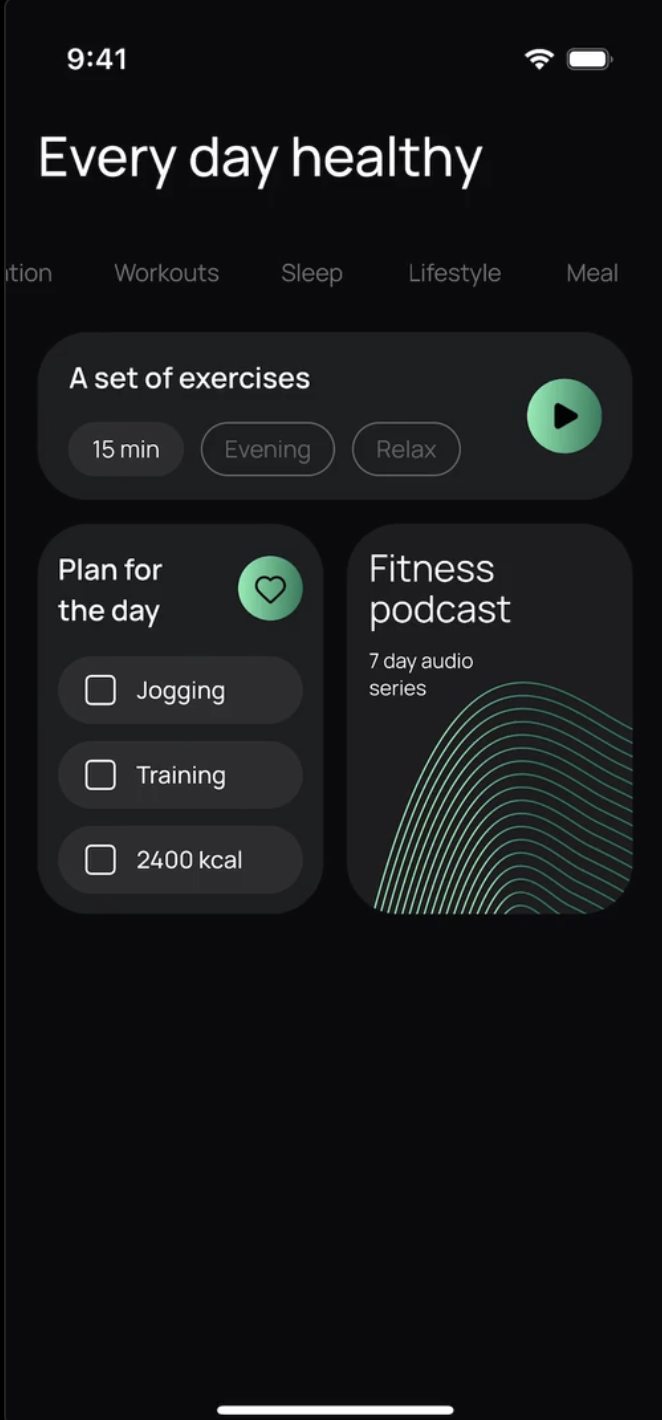 9:41
Every day healthy
ation Workouts Sleep Lifestyle Meal
A set of exercises
15 min Evening Relax
Plan for
the day
Jogging
Training
2400 kcal
Fitness
podcast
7 day audio
series